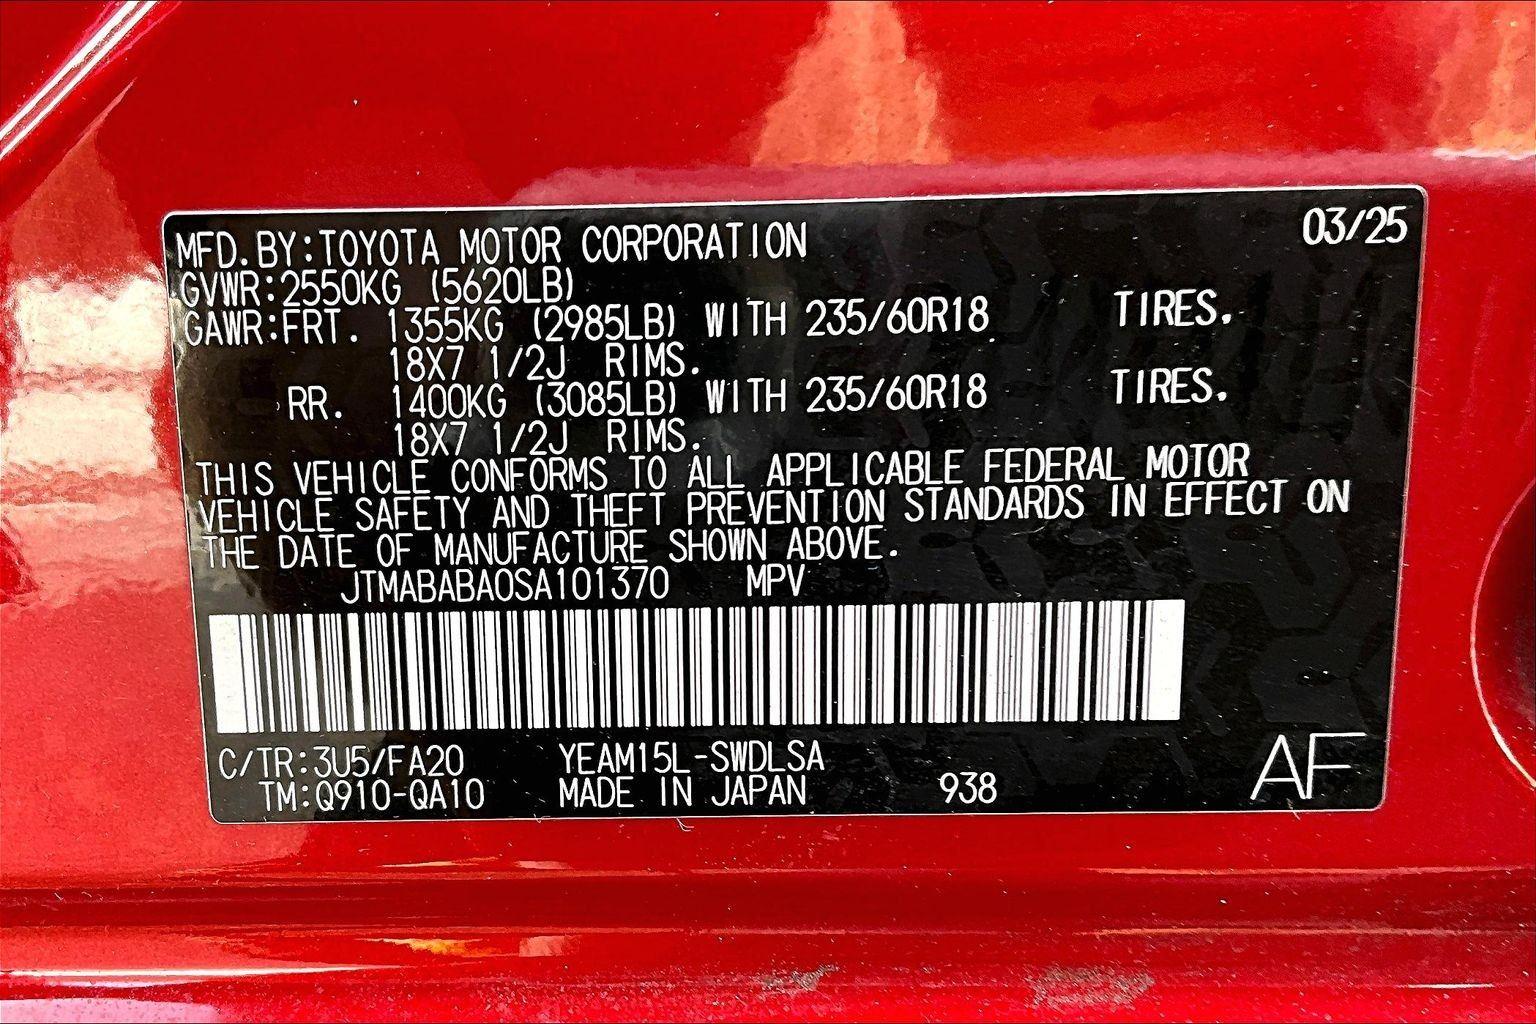 03/25
MFD.BY:TOYOTA MOTOR CORPORATION
GVWR:2550KG (5620LB)
GAWR:FRT. 1355KG (2985LB) WITH 235/60R18 TIRES.
18X7 1/2J RIMS.
RR. 1400KG (3085LB) WITH 235/60R18 TIRES.
18X7 1/2J RIMS.
THIS VEHICLE CONFORMS TO ALL APPLICABLE FEDERAL MOTOR
VEHICLE SAFETY AND THEFT PREVENTION STANDARDS IN EFFECT ON
THE DATE OF MANUFACTURE SHOWN ABOVE.
JTMABABA0SA101370 MPV
C/TR:3U5/FA20 YEAM15L-SWDLSA
TM:Q910-QA10 MADE IN JAPAN 938
AF